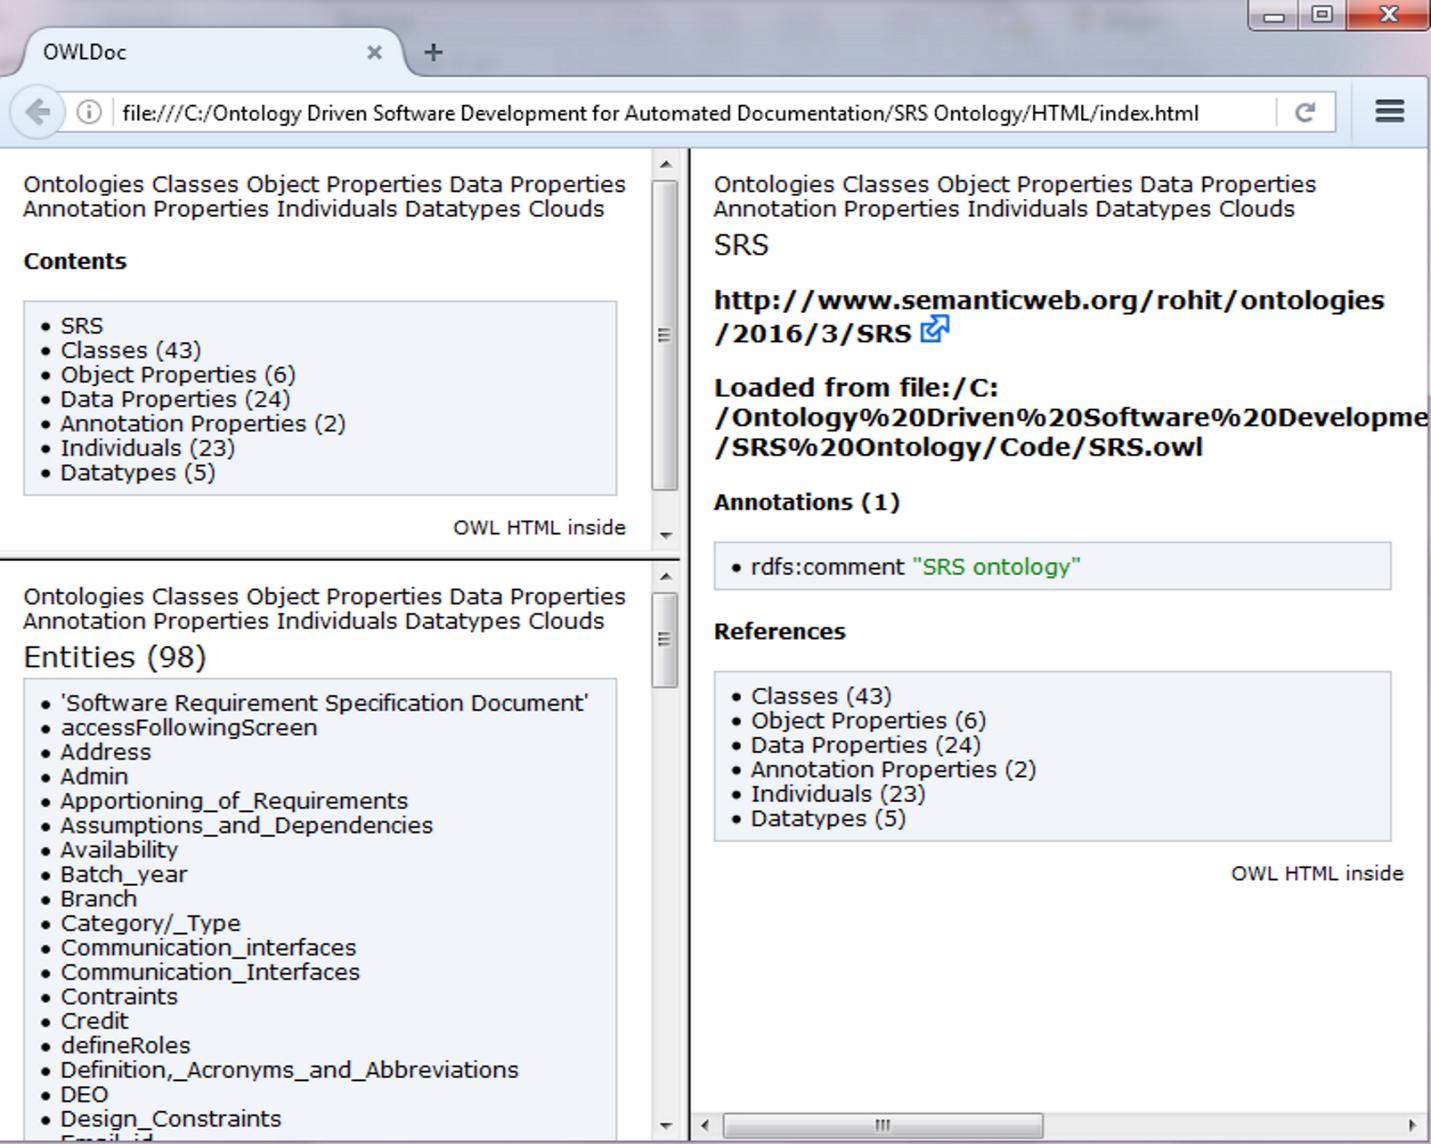 OWLDoc
file:///C:/Ontology Driven Software Development for Automated Documentation/SRS Ontology/HTML/index.html
Ontologies Classes Object Properties Data Properties
Annotation Properties Individuals Datatypes Clouds
Contents
SRS
Classes (43)
Object Properties (6)
Data Properties (24)
Annotation Properties (2)
Individuals (23)
Datatypes (5)
OWL HTML inside
Ontologies Classes Object Properties Data Properties
Annotation Properties Individuals Datatypes Clouds
Entities (98)
'Software Requirement Specification Document'
accessFollowingScreen
Address
Admin
Apportioning_of_Requirements
Assumptions_and_Dependencies
Availability
Batch_year
Branch
Category/_Type
Communication_interfaces
Communication_Interfaces
Contraints
Credit
defineRoles
Definition,_Acronyms_and_Abbreviations
DEO
Design_Constraints
Ontologies Classes Object Properties Data Properties
Annotation Properties Individuals Datatypes Clouds
SRS
http://www.semanticweb.org/rohit/ontologies
/2016/3/SRS
Loaded from file:/C:
/Ontology%20Driven%20Software%20Developme
/SRS%20Ontology/Code/SRS.owl
Annotations (1)
rdfs:comment "SRS ontology"
References
Classes (43)
Object Properties (6)
Data Properties (24)
Annotation Properties (2)
Individuals (23)
Datatypes (5)
OWL HTML inside